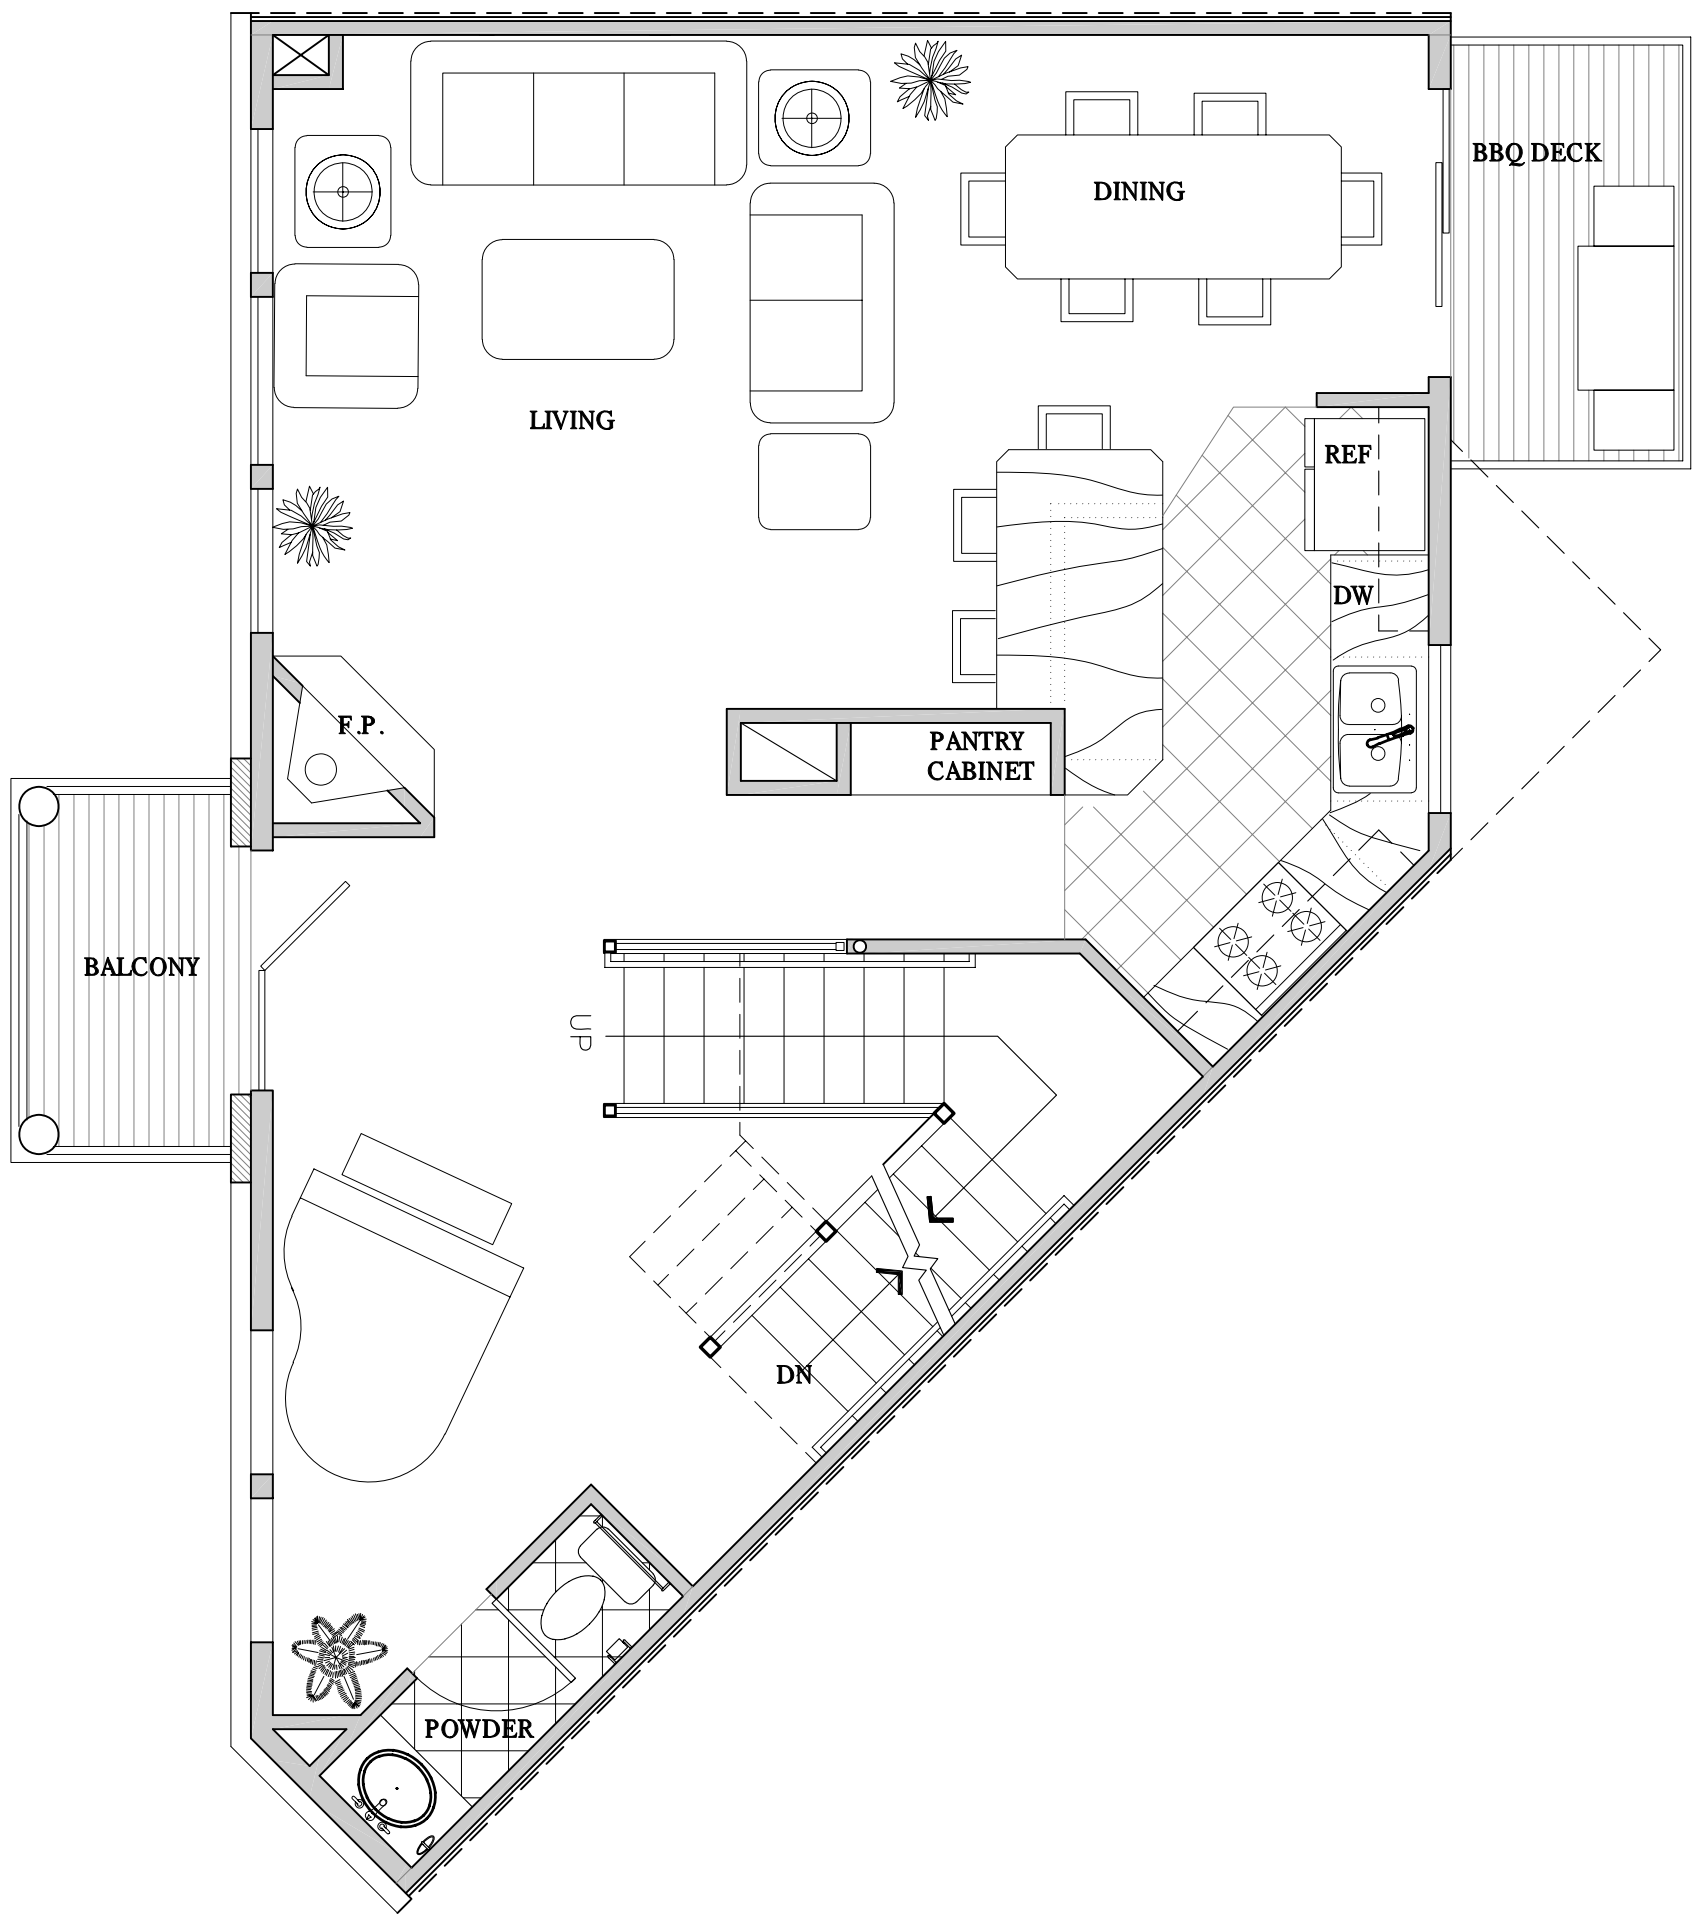 BBQ DECK
DINING
LIVING
REF
DW
F.P.
PANTRY
CABINET
BALCONY
UP
DN
POWDER